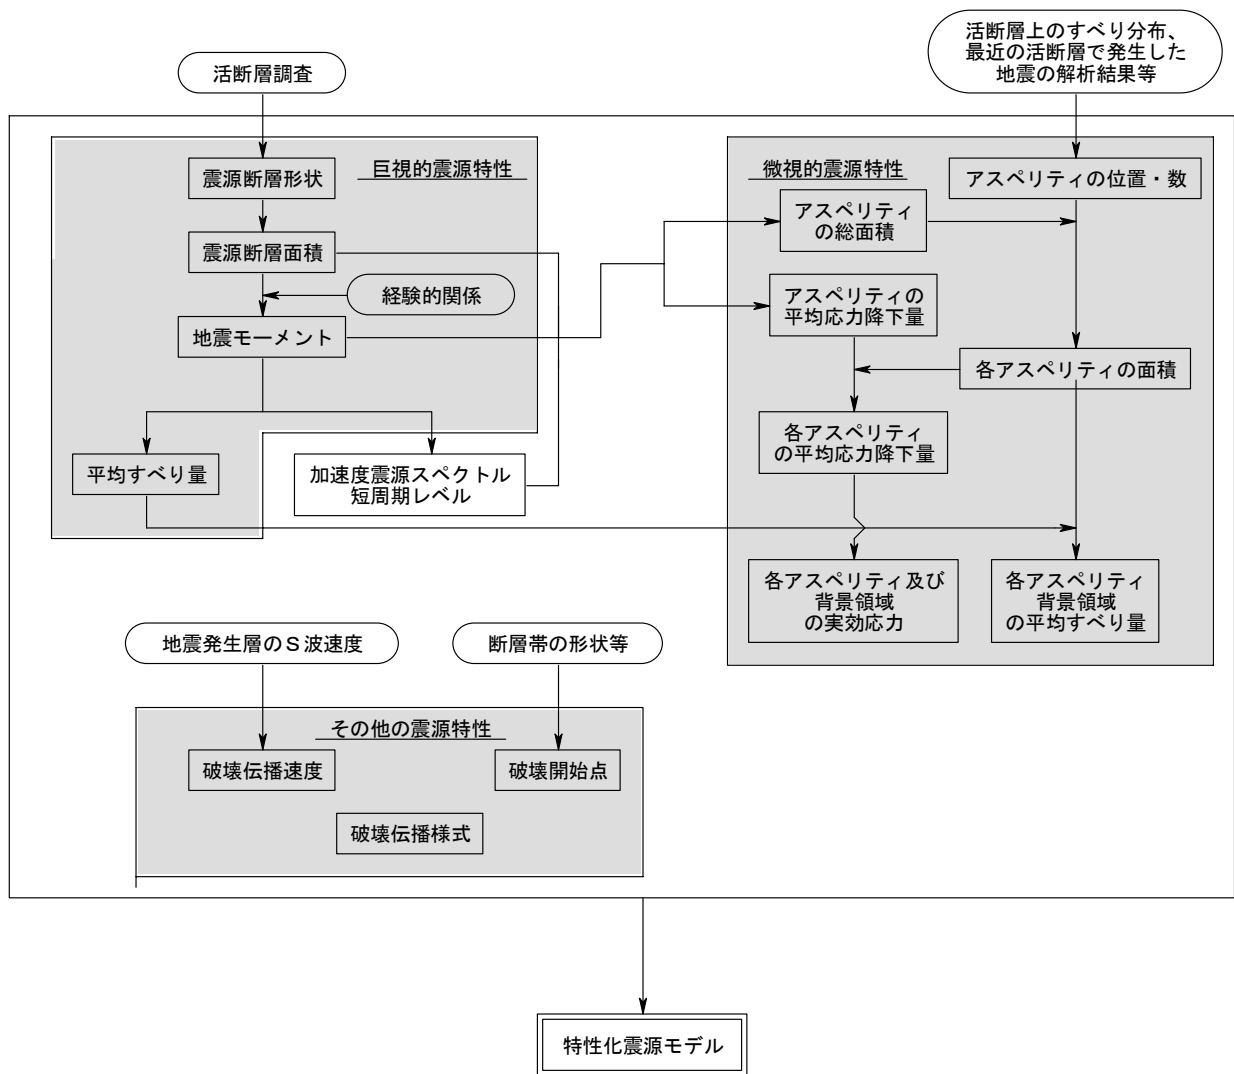 活断層調査
活断層上のすべり分布、
最近の活断層で発生した
地震の解析結果等
巨視的震源特性
震源断層形状
震源断層面積
経験的関係
地震モーメント
平均すべり量
加速度震源スペクトル
短周期レベル
微視的震源特性
アスペリティの位置・数
アスペリティ
の総面積
アスペリティの
平均応力降下量
各アスペリティの面積
各アスペリティ
の平均応力降下量
各アスペリティ及び
背景領域
の実効応力
各アスペリティ
背景領域
の平均すべり量
地震発生層のS波速度
断層帯の形状等
その他の震源特性
破壊伝播速度
破壊開始点
破壊伝播様式
特性化震源モデル